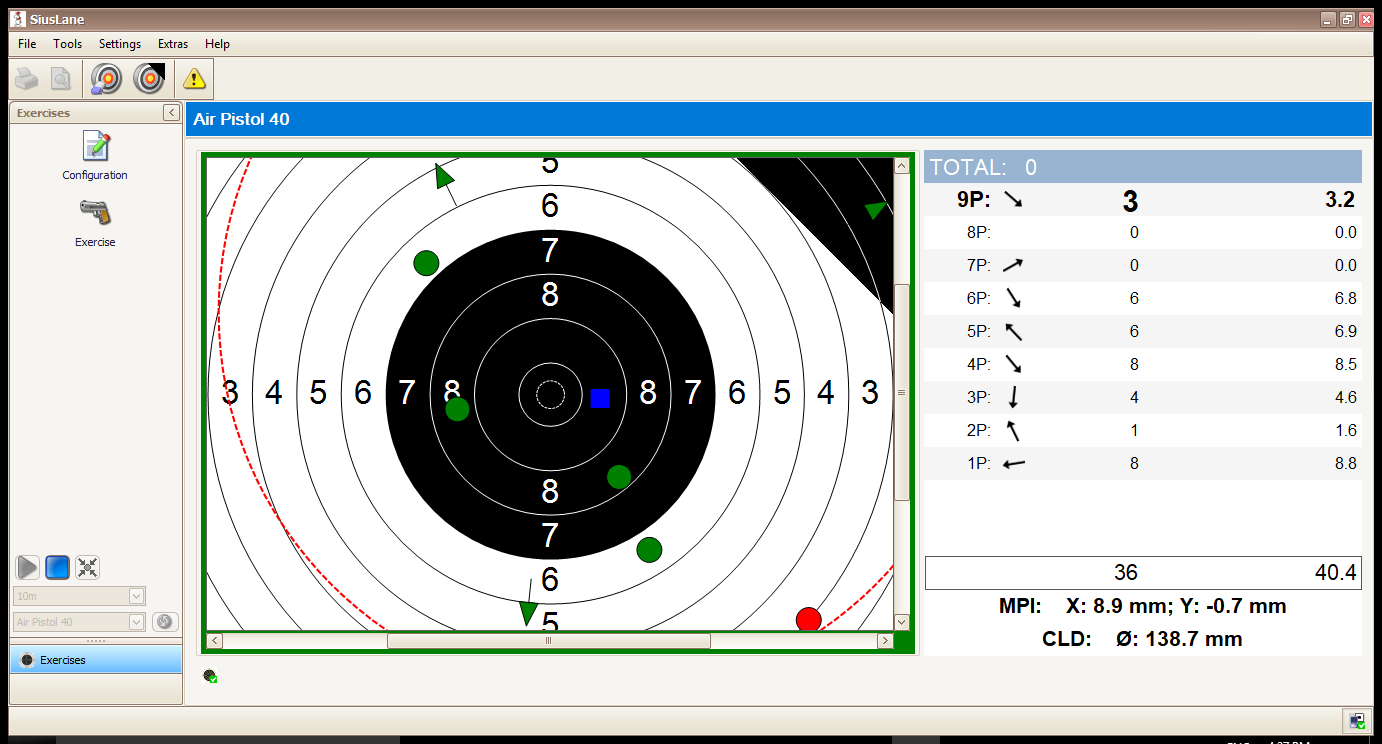 SiusLane
File Tools Settings Extras Help
Exercises
Configuration
Exercise
10m
Air Pistol 40
Exercises
Air Pistol 40
5
6
7
8
3 4 5 6 7 8 8 7 6 5 4 3
8
7
6
5
TOTAL: 0
9P: 3 3.2
8P: 0 0.0
7P: 0 0.0
6P: 6 6.8
5P: 6 6.9
4P: 8 8.5
3P: 4 4.6
2P: 1 1.6
1P: 8 8.8
36 40.4
MPI: X: 8.9 mm; Y: -0.7 mm
CLD: Ø: 138.7 mm